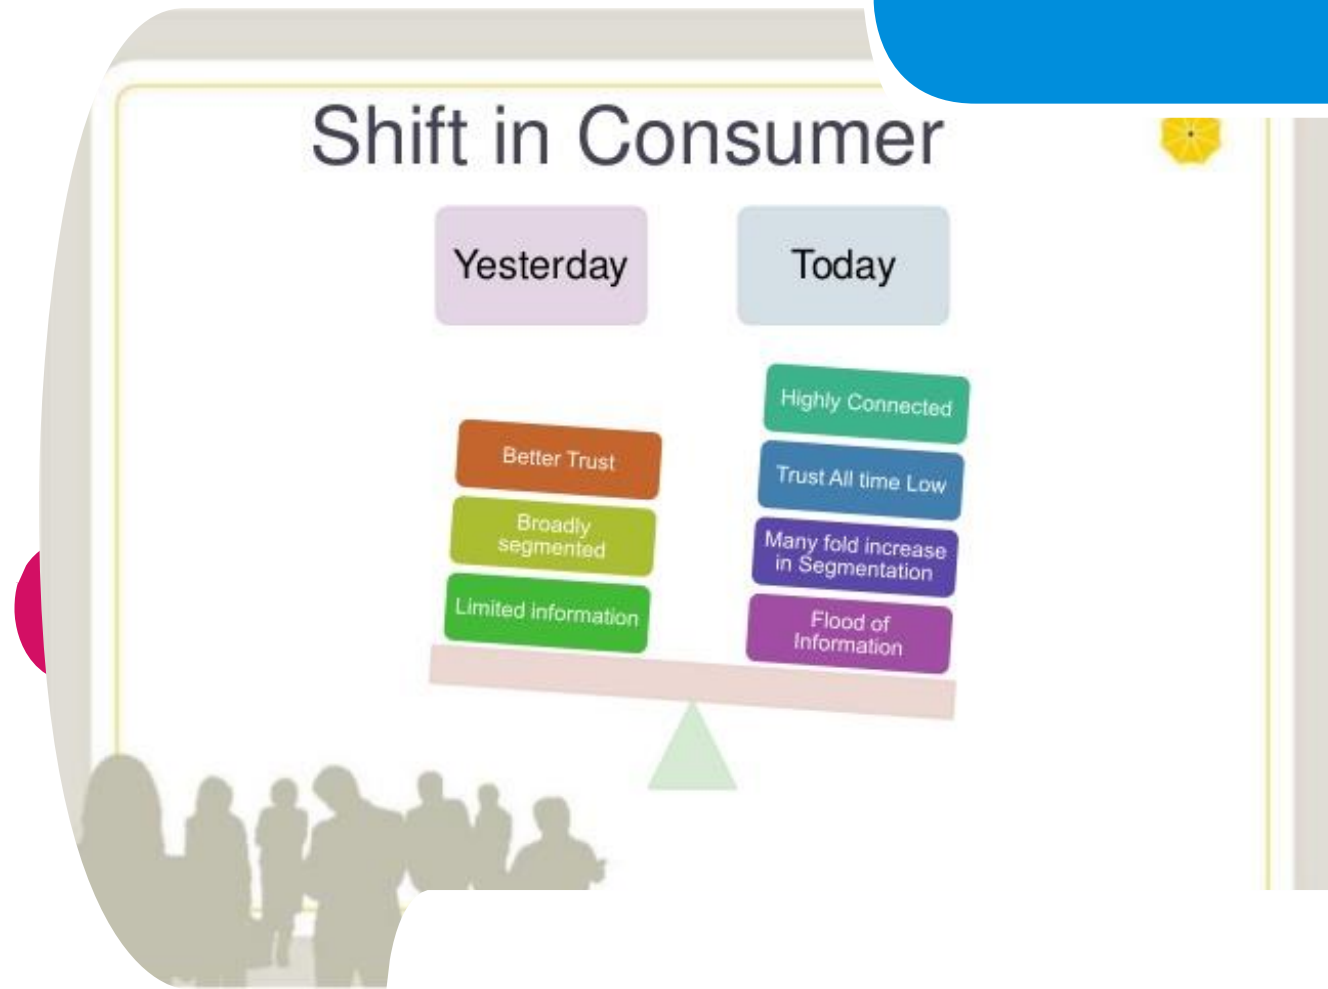 Shift in Consumer
Yesterday
Today
Better Trust
Broadly
segmented
Limited information
Highly Connected
Trust All time Low
Many fold increase
in Segmentation
Flood of
Information